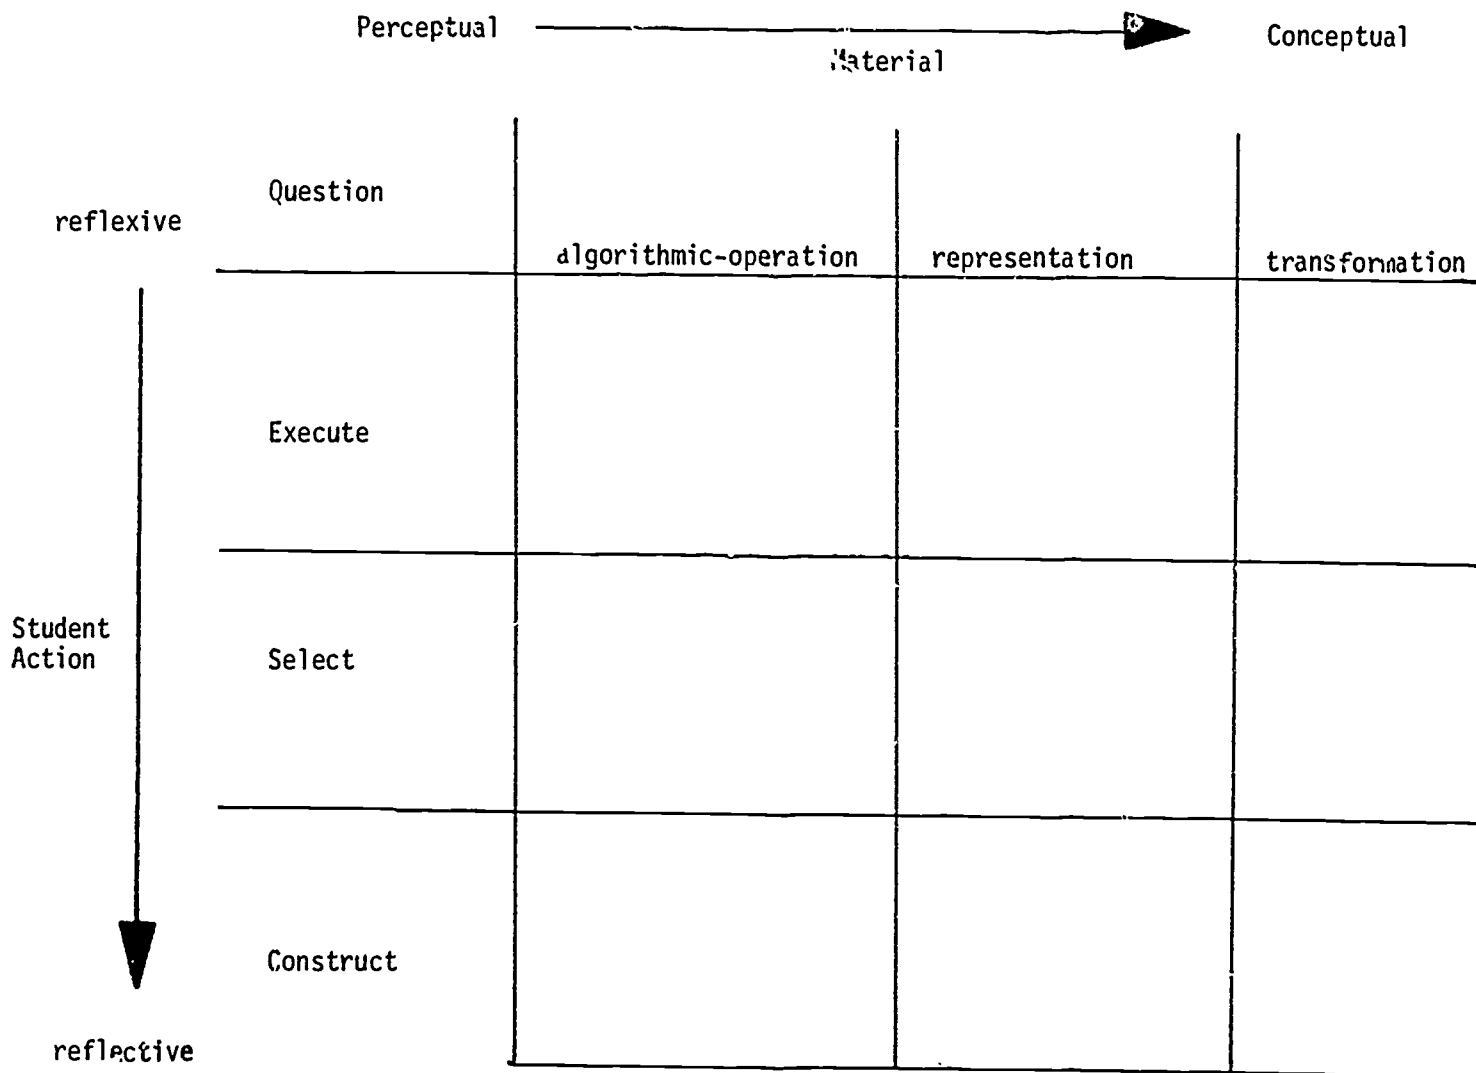 Perceptual
Conceptual
Material
Question
reflexive
algorithmic-operation
representation
transformation
Execute
Student
Action
Select
Construct
reflective